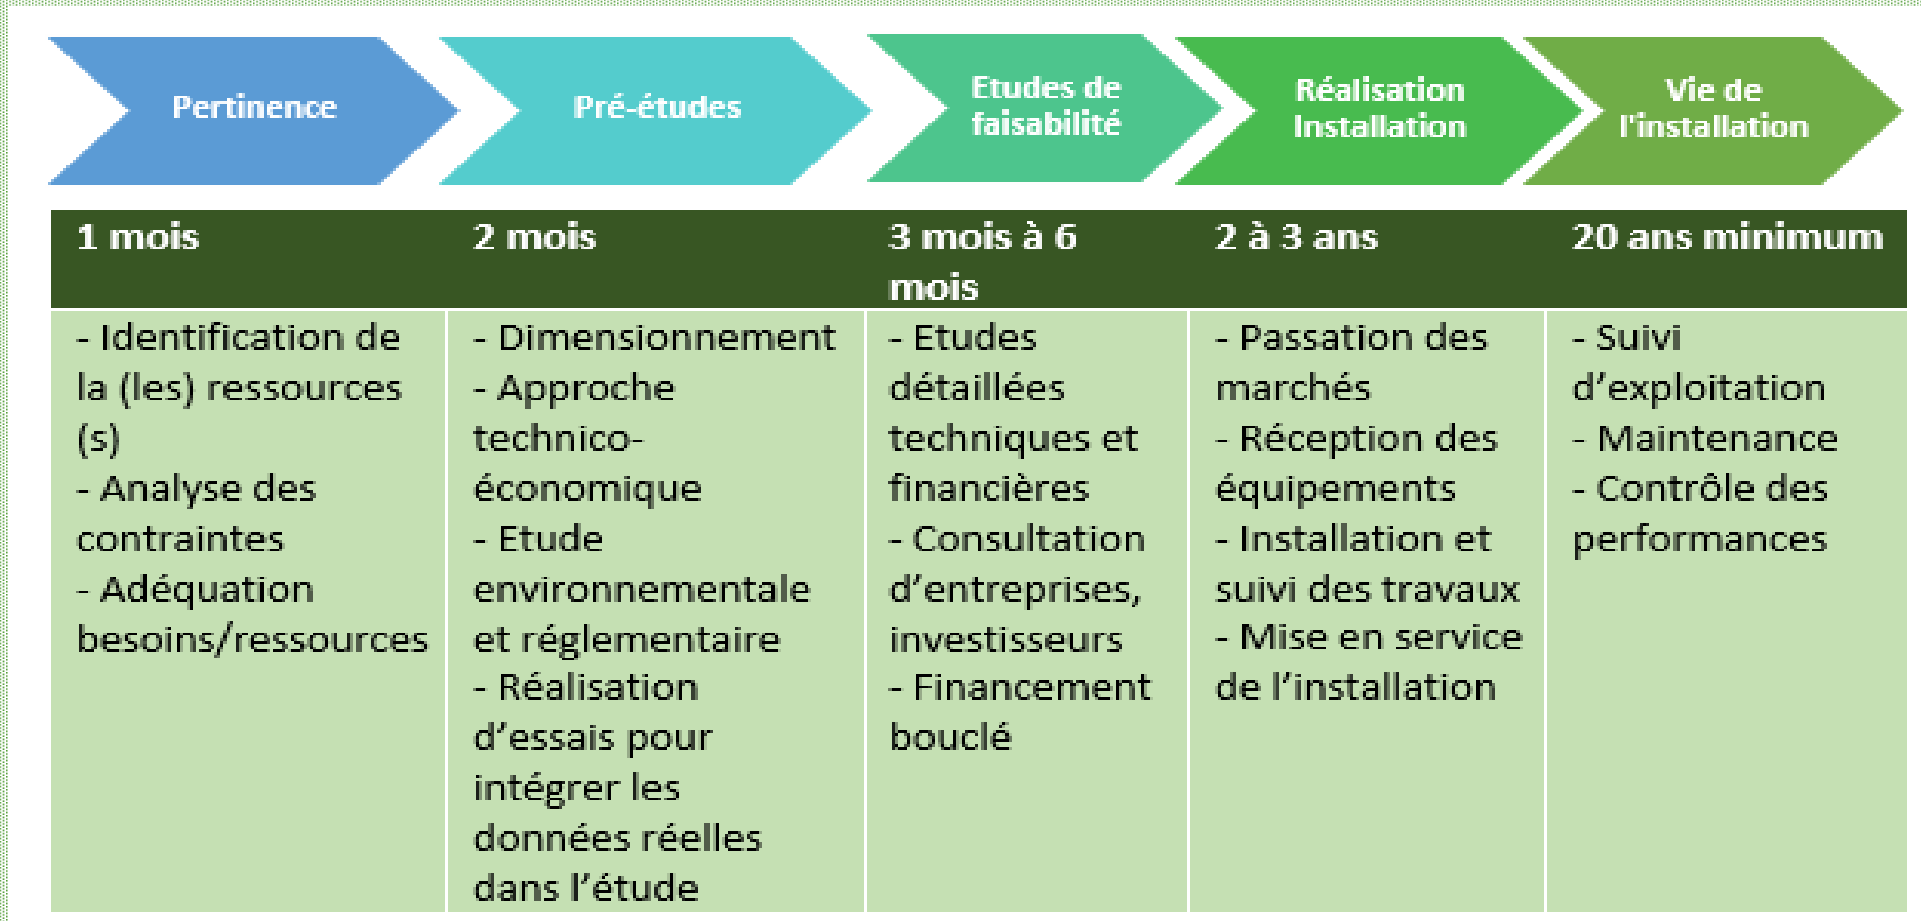 Pertinence
Pré-études
Etudes de
faisabilité
Réalisation
Installation
Vie de
l'installation
1 mois
2 mois
3 mois à 6
mois
2 à 3 ans
20 ans minimum
- Identification de
la (les) ressources
(s)
- Analyse des
contraintes
- Adéquation
besoins/ressources
- Dimensionnement
- Approche
technico-
économique
- Etude
environnementale
et réglementaire
- Réalisation
d’essais pour
intégrer les
données réelles
dans l’étude
- Etudes
détaillées
techniques et
financières
- Consultation
d’entreprises,
investisseurs
- Financement
bouclé
- Passation des
marchés
- Réception des
équipements
- Installation et
suivi des travaux
- Mise en service
de l’installation
- Suivi
d’exploitation
- Maintenance
- Contrôle des
performances